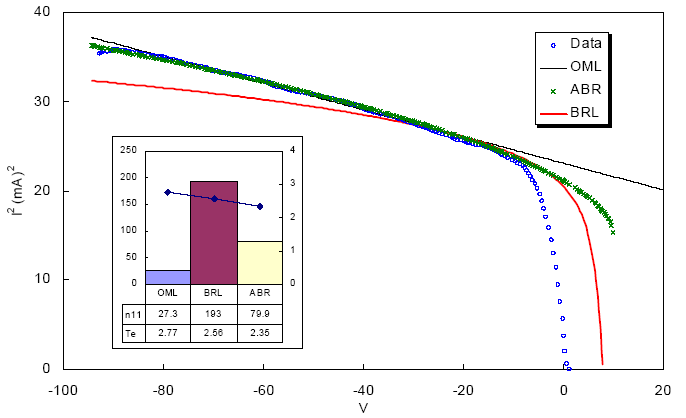 40
30
20
10
0
-100
-80
-60
-40
-20
0
20
V
I² (mA)²
Data
OML
ABR
BRL
250
200
150
100
50
0
4
3
2
1
0
OML BRL ABR
n11 27.3 193 79.9
Te 2.77 2.56 2.35